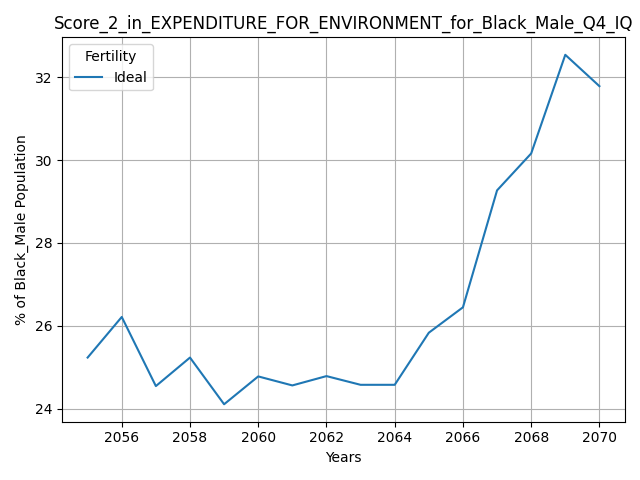 Score_2_in_EXPENDITURE_FOR_ENVIRONMENT_for_Black_Male_Q4_IQ
Fertility
Ideal
% of Black_Male Population
32
30
28
26
24
2056 2058 2060 2062 2064 2066 2068 2070
Years